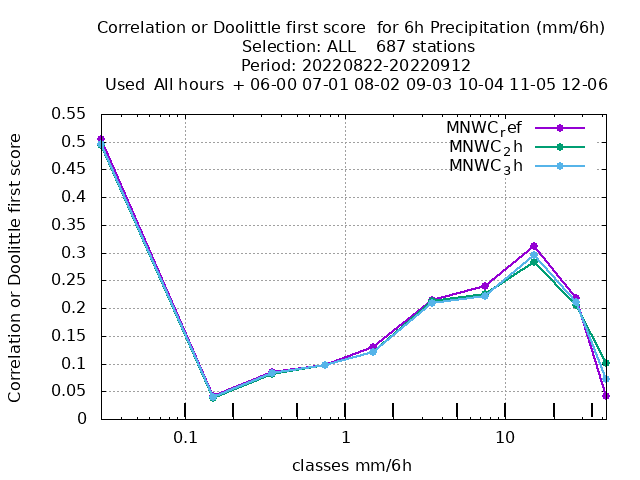 Correlation or Doolittle first score  for 6h Precipitation (mm/6h)
Selection: ALL    687 stations
Period: 20220822-20220912
Used  All hours  + 06-00 07-01 08-02 09-03 10-04 11-05 12-06
Correlation or Doolittle first score
0.55
0.5
0.45
0.4
0.35
0.3
0.25
0.2
0.15
0.1
0.05
0
MNWCref
MNWC2h
MNWC3h
0.1
1
10
classes mm/6h